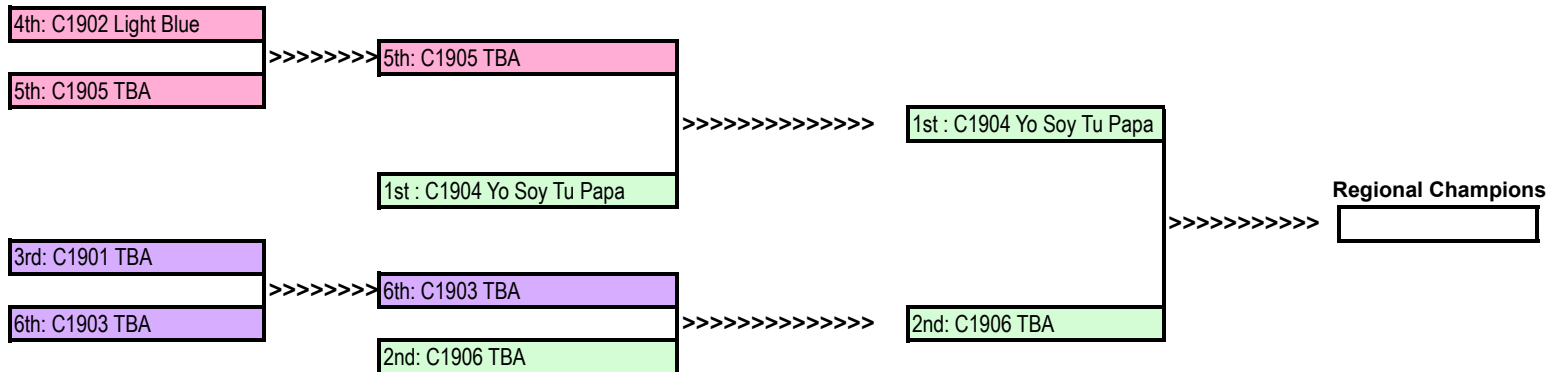 4th: C1902 Light Blue
>>>>>>>>
5th: C1905 TBA
5th: C1905 TBA
>>>>>>>>>>>>>>
1st : C1904 Yo Soy Tu Papa
1st : C1904 Yo Soy Tu Papa
Regional Champions
>>>>>>>>>>>
3rd: C1901 TBA
>>>>>>>>
6th: C1903 TBA
6th: C1903 TBA
>>>>>>>>>>>>>>
2nd: C1906 TBA
2nd: C1906 TBA